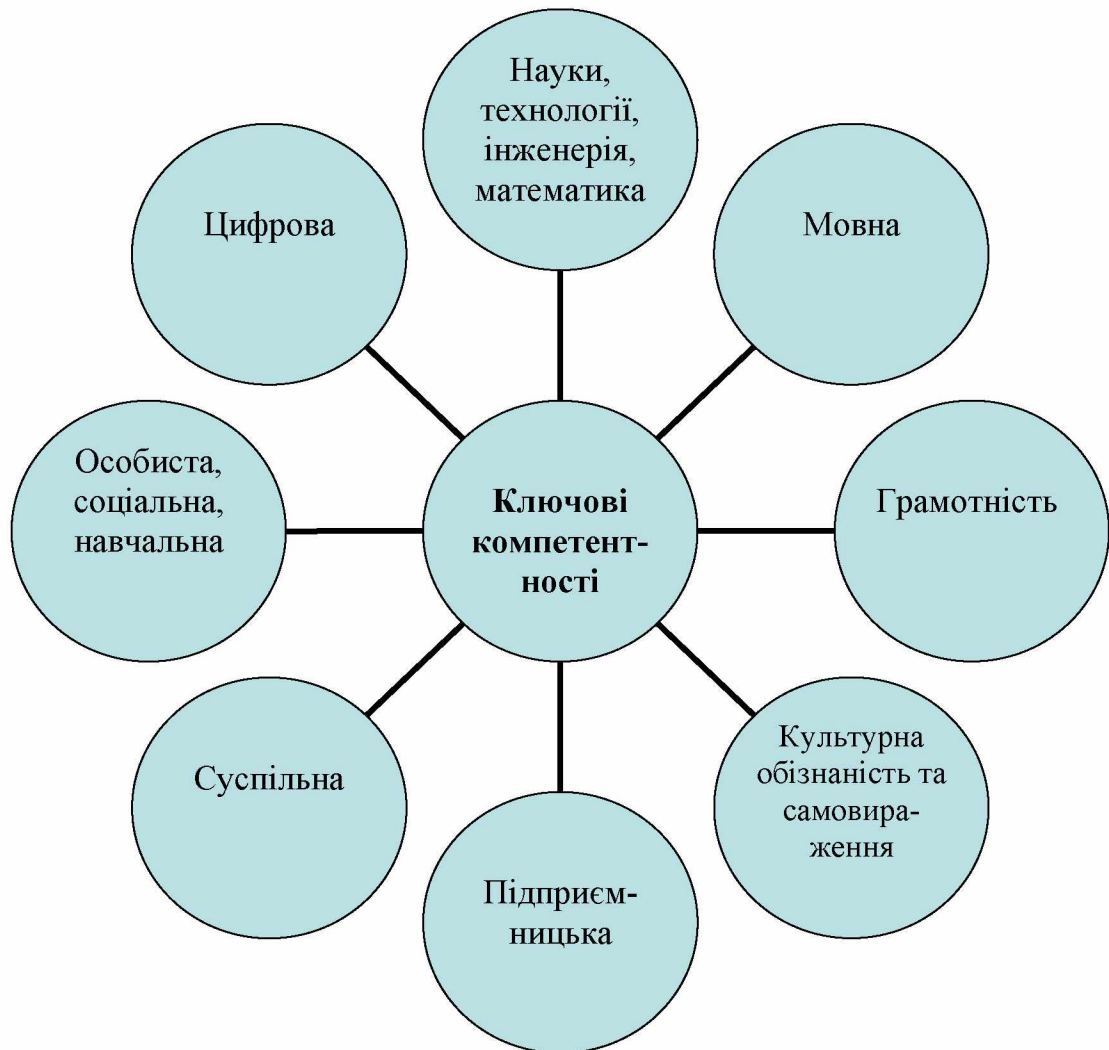 Науки,
технології,
інженерія,
математика
Цифрова
Мовна
Особиста,
соціальна,
навчальна
Ключові
компетент-
ності
Грамотність
Суспільна
Культурна
обізнаність та
самовира-
ження
Підприєм-
ницька